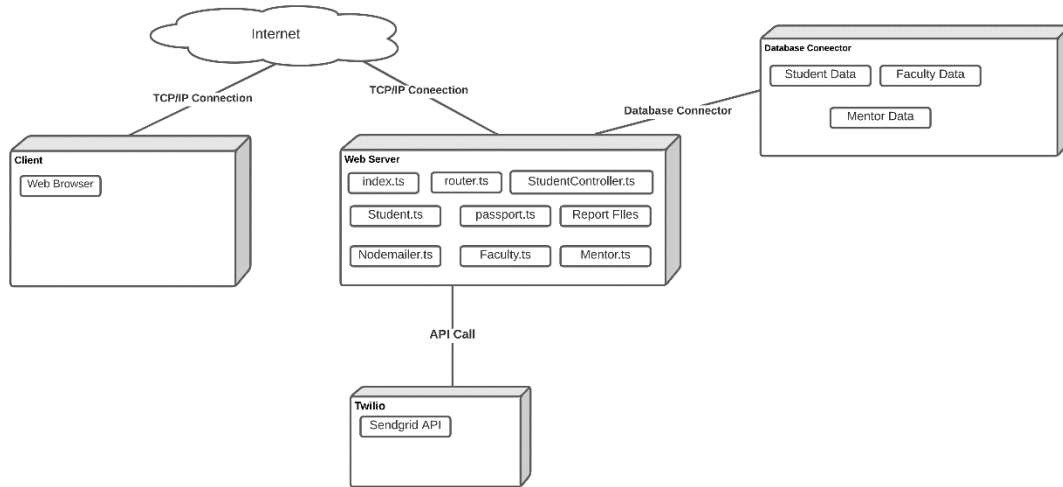 Internet
TCP/IP Connection
TCP/IP Coneection
Database Connector
Database Coneector
Student Data
Faculty Data
Mentor Data
Client
Web Browser
Web Server
index.ts
router.ts
StudentController.ts
Student.ts
passport.ts
Report FIles
Nodemailer.ts
Faculty.ts
Mentor.ts
API Call
Twilio
Sendgrid API